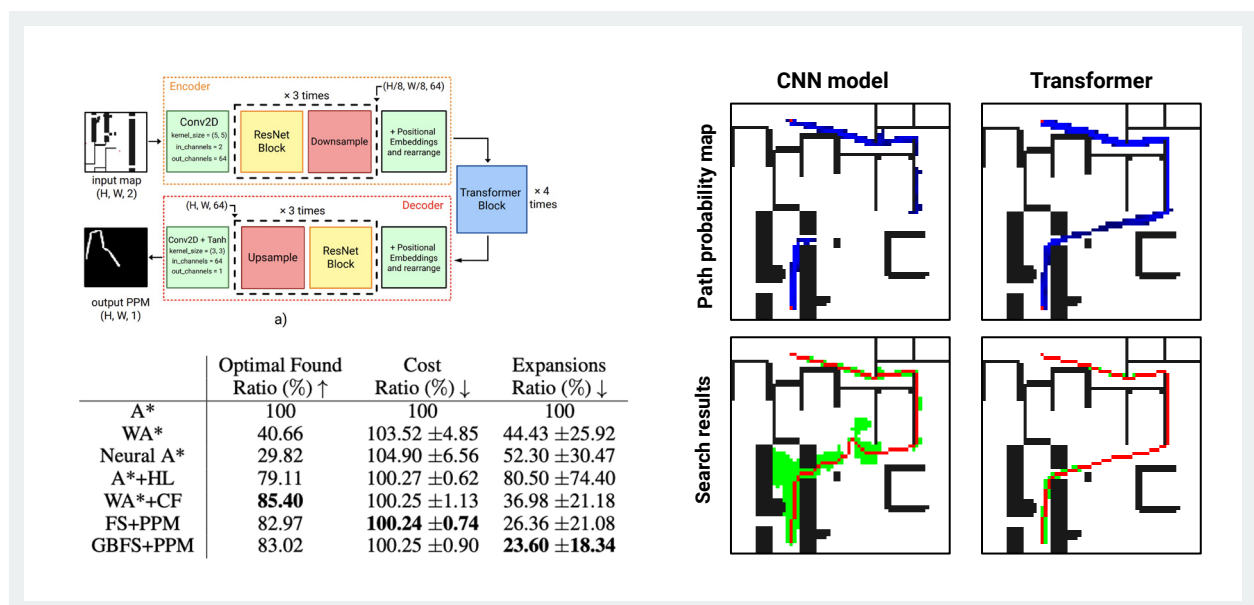 Encoder
× 3 times
(H/8, W/8, 64)
Conv2D
kernel_size = (5, 5)
in_channels = 2
out_channels = 64
ResNet
Block
Downsample
+ Positional
Embeddings
and rearrange
input map
(H, W, 2)
Transformer
Block
× 4
times
(H, W, 64)
× 3 times
Decoder
Conv2D + Tanh
kernel_size = (3, 3)
in_channels = 64
out_channels = 1
Upsample
ResNet
Block
+ Positional
Embeddings
and rearrange
output PPM
(H, W, 1)
a)
Optimal Found Cost Expansions
Ratio (%) ↑ Ratio (%) ↓ Ratio (%) ↓
A* 100 100 100
WA* 40.66 103.52 ±4.85 44.43 ±25.92
Neural A* 29.82 104.90 ±6.56 52.30 ±30.47
A*+HL 79.11 100.27 ±0.62 80.50 ±74.40
WA*+CF 85.40 100.25 ±1.13 36.98 ±21.18
FS+PPM 82.97 100.24 ±0.74 26.36 ±21.08
GBFS+PPM 83.02 100.25 ±0.90 23.60 ±18.34
CNN model
Transformer
Path probability map
Search results